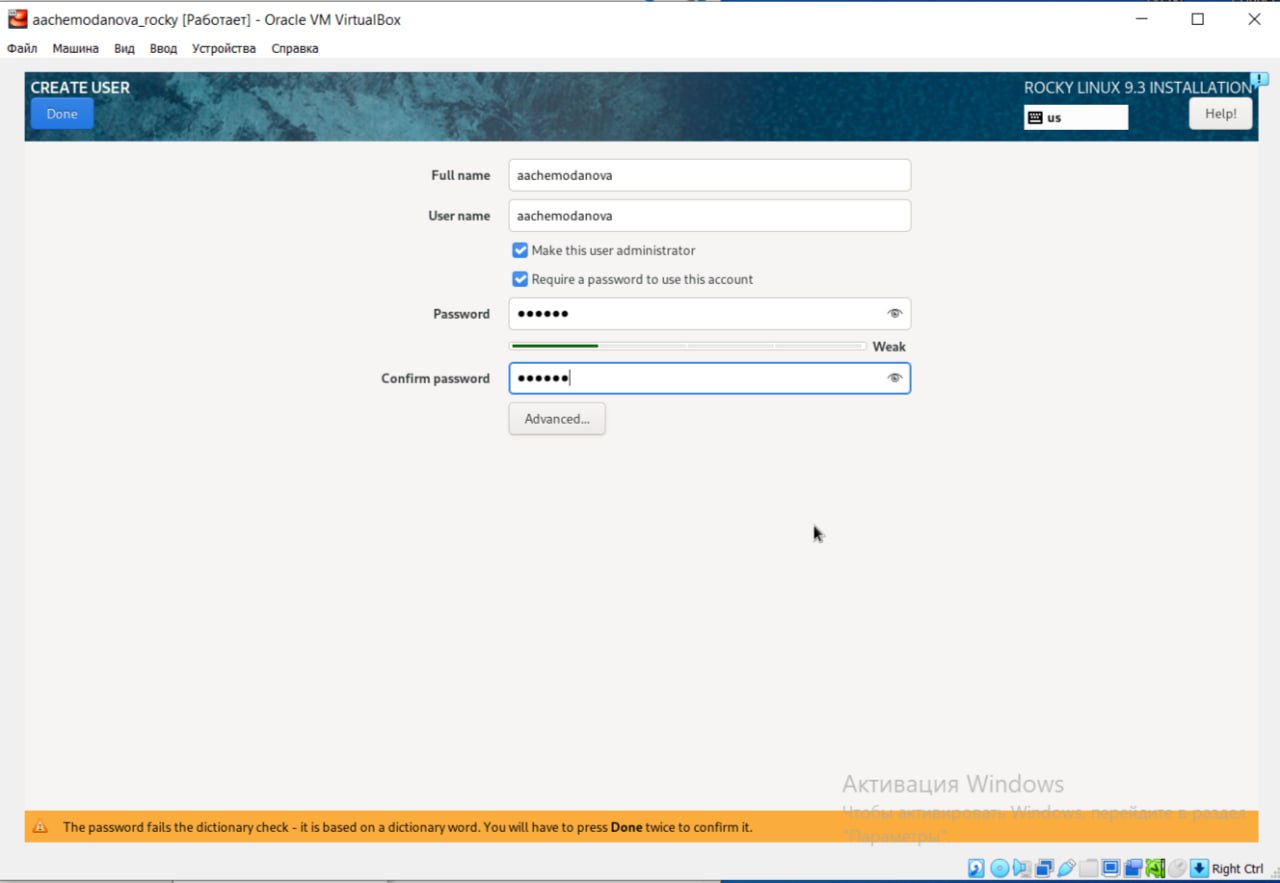 aachemodanova_rocky [Работает] - Oracle VM VirtualBox
Файл Машина Вид Ввод Устройства Справка
CREATE USER
ROCKY LINUX 9.3 INSTALLATION
Done
us
Help!
Full name
aachemodanova
User name
aachemodanova
Make this user administrator
Require a password to use this account
Password
••••••
Weak
Confirm password
••••••
Advanced...
Активация Windows
Чтобы активировать Windows, перейдите в раздел
"Параметры".
The password fails the dictionary check - it is based on a dictionary word. You will have to press Done twice to confirm it.
Right Ctrl